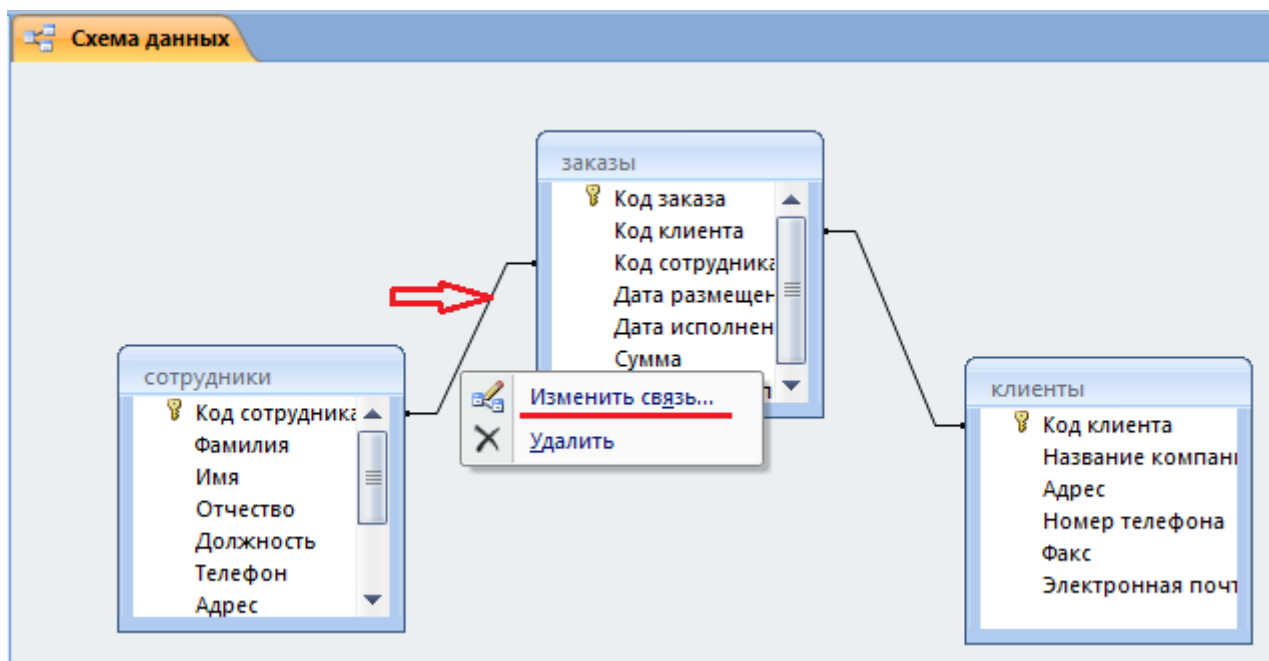 Схема данных
заказы
Код заказа
Код клиента
Код сотрудника
Дата размещен
Дата исполнен
Сумма
сотрудники
Код сотрудника
Фамилия
Имя
Отчество
Должность
Телефон
Адрес
Изменить связь...
Удалить
клиенты
Код клиента
Название компани
Адрес
Номер телефона
Факс
Электронная почт